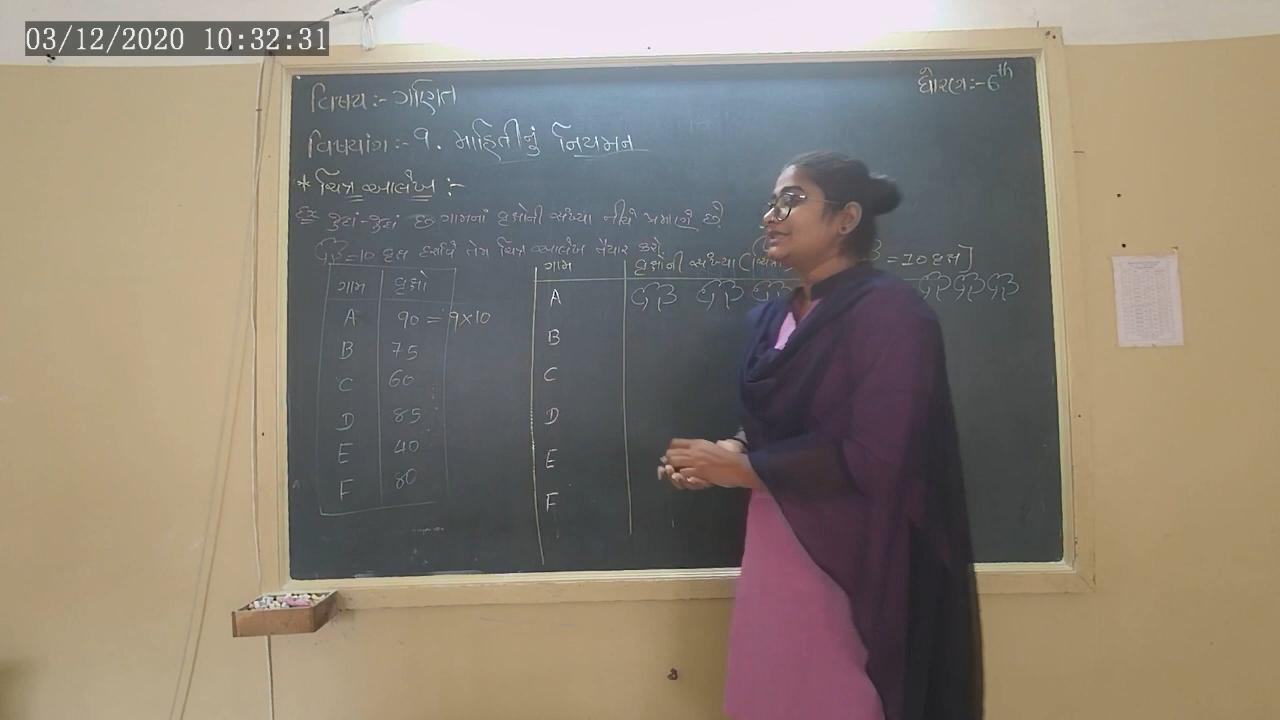 03/12/2020 10:32:31
વિષય:- ગણિત
ધોરણ:- 6th
વિષયાંગ:- 9. માહિતીનું નિયમન
* ચિત્ર આલેખ :-
જુદાં-જુદાં છ ગામનાં વૃક્ષોની સંખ્યા નીચે પ્રમાણે છે.
=10 વૃક્ષ દર્શાવે તેમ ચિત્ર આલેખ તૈયાર કરો.
ગામ વૃક્ષો
A 90 = 9×10
B 75
C 60
D 85
E 40
F 80
ગામ વૃક્ષોની સંખ્યા ( = 10 વૃક્ષ)
A
B
C
D
E
F